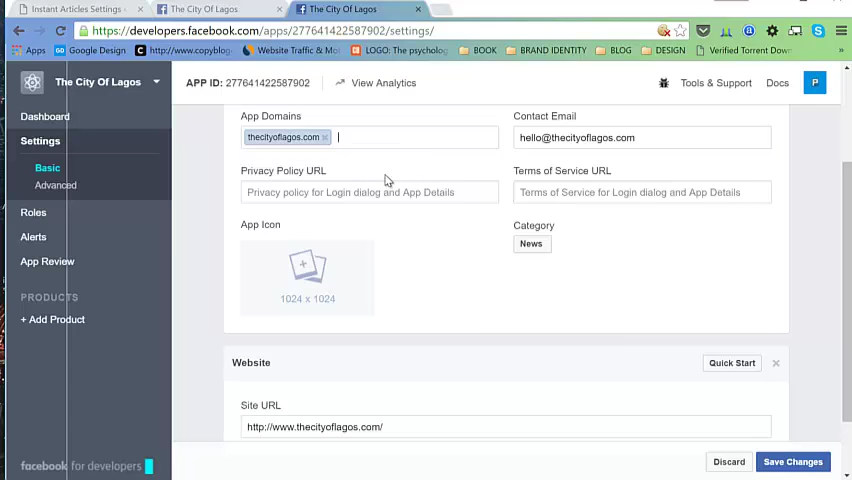 Instant Articles Settings
The City Of Lagos
The City Of Lagos
https://developers.facebook.com/apps/277641422587902/settings/
Apps
Google Design
http://www.copyblog
Website Traffic & Mo
LOGO: The psycholog
BOOK
BRAND IDENTITY
BLOG
DESIGN
Verified Torrent Down
»
The City Of Lagos
APP ID: 277641422587902
View Analytics
Tools & Support
Docs
P
Dashboard
Settings
Basic
Advanced
Roles
Alerts
App Review
PRODUCTS
+ Add Product
facebook for developers
App Domains
Contact Email
thecityoflagos.com
hello@thecityoflagos.com
Privacy Policy URL
Terms of Service URL
Privacy policy for Login dialog and App Details
Terms of Service for Login dialog and App Details
App Icon
Category
News
1024 x 1024
Website
Quick Start
Site URL
http://www.thecityoflagos.com/
Discard
Save Changes